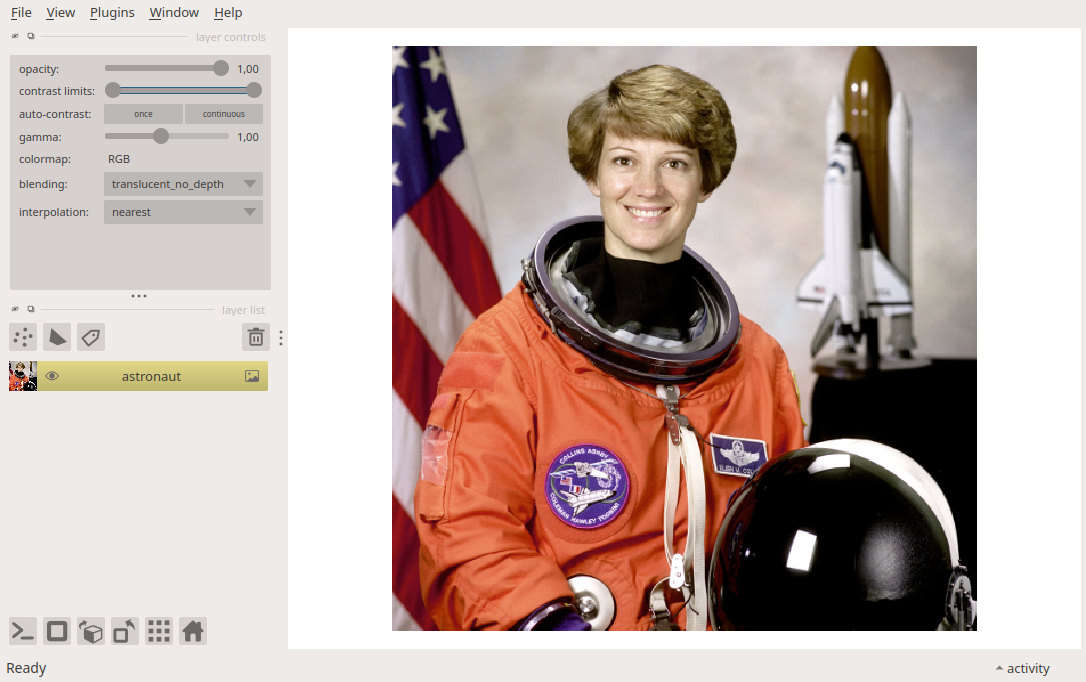 File View Plugins Window Help
layer controls
opacity: 1,00
contrast limits:
auto-contrast: once continuous
gamma: 1,00
colormap: RGB
blending: translucent_no_depth
interpolation: nearest
layer list
astronaut
COLLINS ASHBY
COLEMAN HAWLEY TOGNINI
Ready
activity